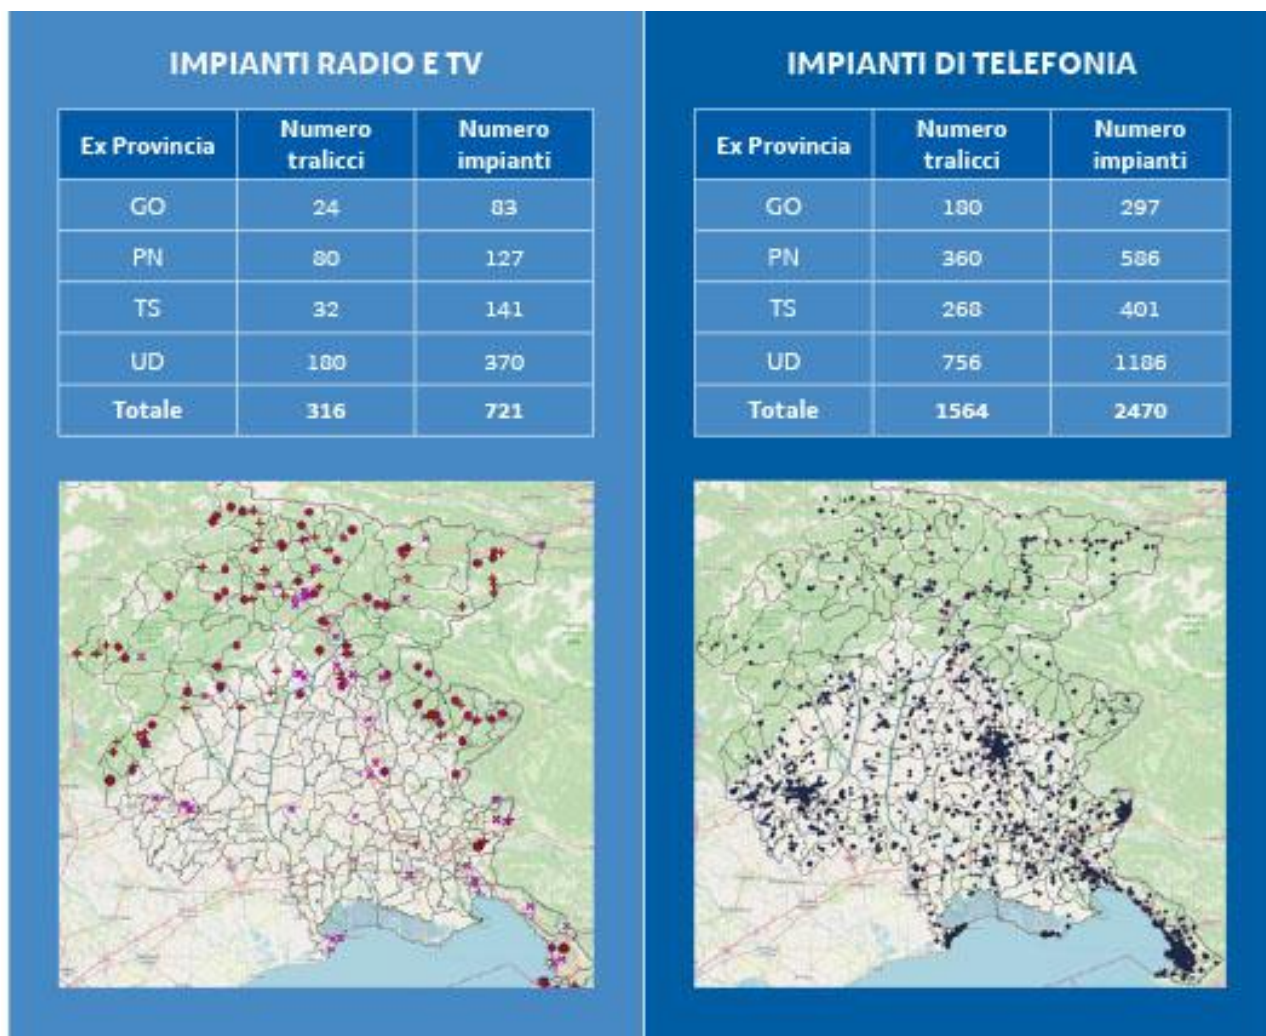 IMPIANTI RADIO E TV
Ex Provincia Numero tralicci Numero impianti
GO 24 83
PN 80 127
TS 32 141
UD 180 370
Totale 316 721
IMPIANTI DI TELEFONIA
Ex Provincia Numero tralicci Numero impianti
GO 180 297
PN 360 586
TS 268 401
UD 756 1186
Totale 1564 2470